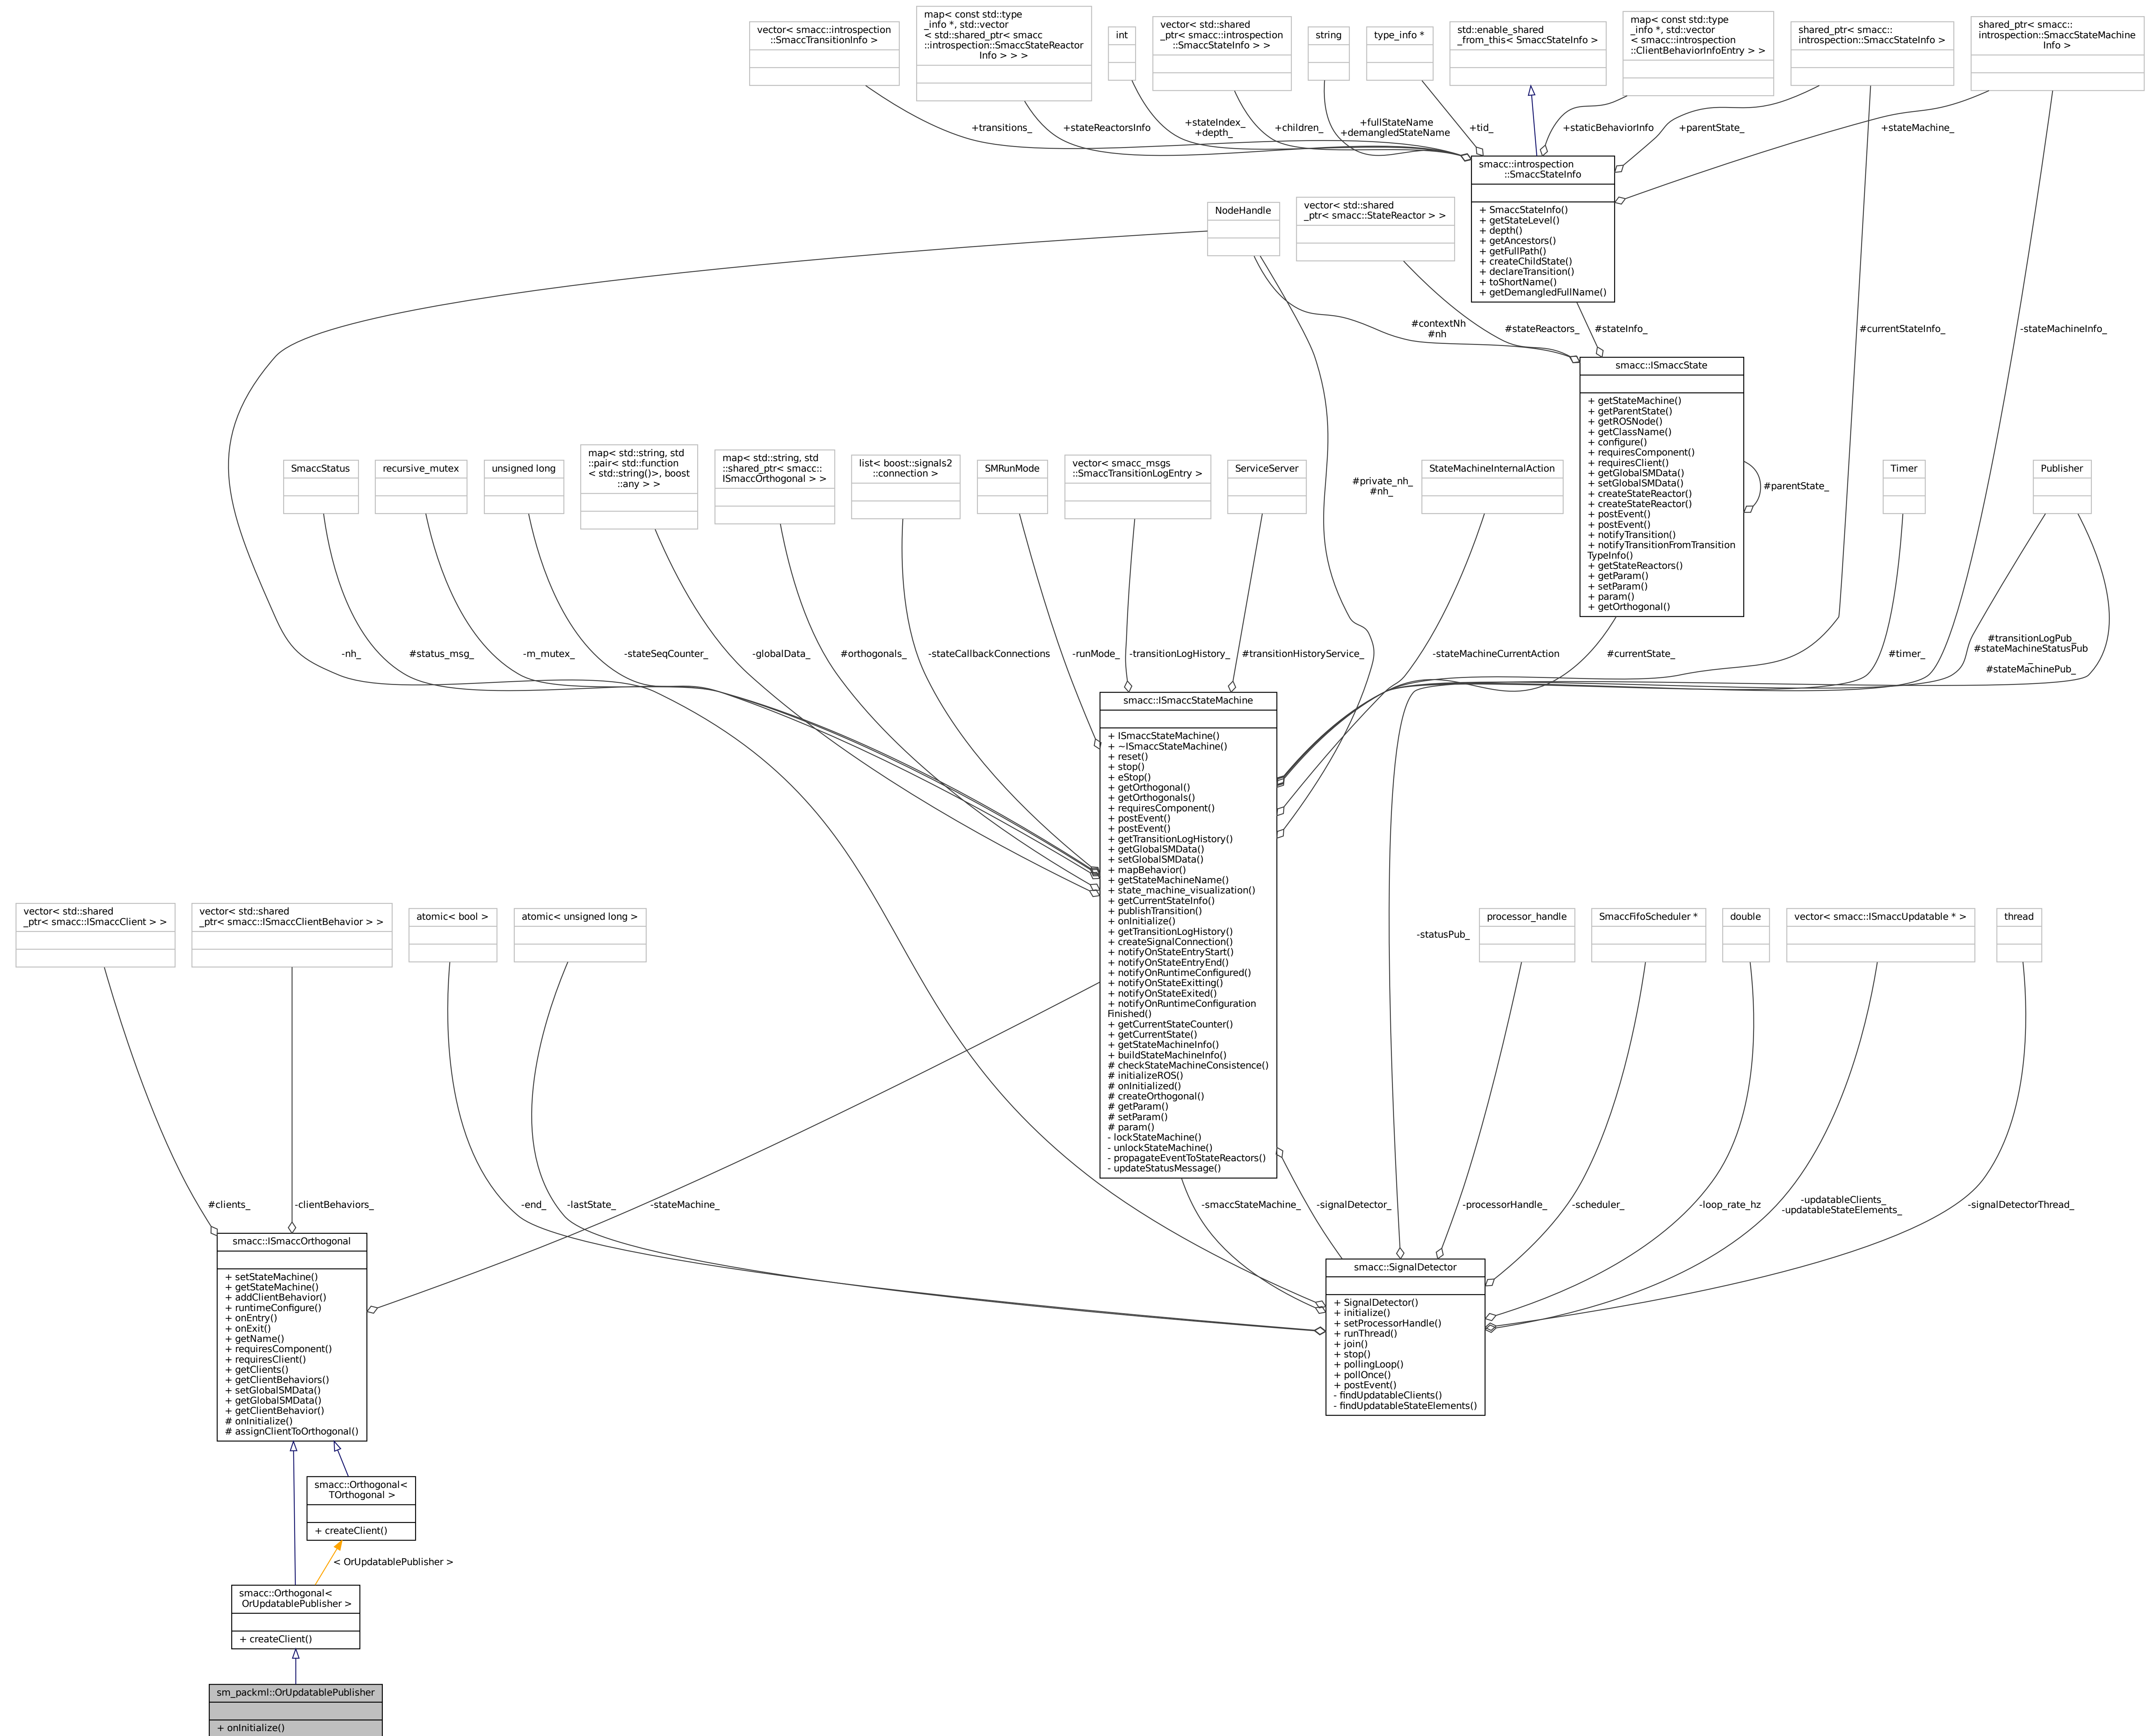 vector< smacc::introspection
::SmaccTransitionInfo >
map< const std::type
_info *, std::vector
< std::shared_ptr< smacc
::introspection::SmaccStateReactor
Info > > >
int
vector< std::shared
_ptr< smacc::introspection
::SmaccStateInfo > >
string
type_info *
std::enable_shared
_from_this< SmaccStateInfo >
map< const std::type
_info *, std::vector
< smacc::introspection
::ClientBehaviorInfoEntry > >
shared_ptr< smacc::
introspection::SmaccStateInfo >
shared_ptr< smacc::
introspection::SmaccStateMachine
Info >
+transitions_
+stateReactorsInfo
+stateIndex_
+depth_
+children_
+fullStateName
+demangledStateName
+tid_
+staticBehaviorInfo
+parentState_
+stateMachine_
smacc::introspection
::SmaccStateInfo
+ SmaccStateInfo()
+ getStateLevel()
+ depth()
+ getAncestors()
+ getFullPath()
+ createChildState()
+ declareTransition()
+ toShortName()
+ getDemangledFullName()
NodeHandle
vector< std::shared
_ptr< smacc::StateReactor > >
#contextNh
#nh
#stateReactors_
#stateInfo_
#currentStateInfo_
-stateMachineInfo_
smacc::ISmaccState
+ getStateMachine()
+ getParentState()
+ getROSNode()
+ getClassName()
+ configure()
+ requiresComponent()
+ requiresClient()
+ getGlobalSMData()
+ setGlobalSMData()
+ createStateReactor()
+ createStateReactor()
+ postEvent()
+ postEvent()
+ notifyTransition()
+ notifyTransitionFromTransition
TypeInfo()
+ getStateReactors()
+ getParam()
+ setParam()
+ param()
+ getOrthogonal()
#parentState_
SmaccStatus
recursive_mutex
unsigned long
map< std::string, std
::pair< std::function
< std::string()>, boost
::any > >
map< std::string, std
::shared_ptr< smacc::
ISmaccOrthogonal > >
list< boost::signals2
::connection >
SMRunMode
vector< smacc_msgs
::SmaccTransitionLogEntry >
ServiceServer
#private_nh_
#nh_
StateMachineInternalAction
Timer
Publisher
-nh_
#status_msg_
-m_mutex_
-stateSeqCounter_
-globalData_
#orthogonals_
-stateCallbackConnections
-runMode_
-transitionLogHistory_
#transitionHistoryService_
-stateMachineCurrentAction
#currentState_
#timer_
#transitionLogPub_
#stateMachineStatusPub
_
#stateMachinePub_
smacc::ISmaccStateMachine
+ ISmaccStateMachine()
+ ~ISmaccStateMachine()
+ reset()
+ stop()
+ eStop()
+ getOrthogonal()
+ getOrthogonals()
+ requiresComponent()
+ postEvent()
+ postEvent()
+ getTransitionLogHistory()
+ getGlobalSMData()
+ setGlobalSMData()
+ mapBehavior()
+ getStateMachineName()
+ state_machine_visualization()
+ getCurrentStateInfo()
+ publishTransition()
+ onInitialize()
+ getTransitionLogHistory()
+ createSignalConnection()
+ notifyOnStateEntryStart()
+ notifyOnStateEntryEnd()
+ notifyOnRuntimeConfigured()
+ notifyOnStateExitting()
+ notifyOnStateExited()
+ notifyOnRuntimeConfiguration
Finished()
+ getCurrentStateCounter()
+ getCurrentState()
+ getStateMachineInfo()
+ buildStateMachineInfo()
# checkStateMachineConsistence()
# initializeROS()
# onInitialized()
# createOrthogonal()
# getParam()
# setParam()
# param()
- lockStateMachine()
- unlockStateMachine()
- propagateEventToStateReactors()
- updateStatusMessage()
vector< std::shared
_ptr< smacc::ISmaccClient > >
vector< std::shared
_ptr< smacc::ISmaccClientBehavior > >
atomic< bool >
atomic< unsigned long >
-statusPub_
processor_handle
SmaccFifoScheduler *
double
vector< smacc::ISmaccUpdatable * >
thread
#clients_
-clientBehaviors_
-end_
-lastState_
-stateMachine_
-smaccStateMachine_
-signalDetector_
-processorHandle_
-scheduler_
-loop_rate_hz
-updatableClients_
-updatableStateElements_
-signalDetectorThread_
smacc::ISmaccOrthogonal
+ setStateMachine()
+ getStateMachine()
+ addClientBehavior()
+ runtimeConfigure()
+ onEntry()
+ onExit()
+ getName()
+ requiresComponent()
+ requiresClient()
+ getClients()
+ getClientBehaviors()
+ setGlobalSMData()
+ getGlobalSMData()
+ getClientBehavior()
# onInitialize()
# assignClientToOrthogonal()
smacc::SignalDetector
+ SignalDetector()
+ initialize()
+ setProcessorHandle()
+ runThread()
+ join()
+ stop()
+ pollingLoop()
+ pollOnce()
+ postEvent()
- findUpdatableClients()
- findUpdatableStateElements()
smacc::Orthogonal<
TOrthogonal >
+ createClient()
< OrUpdatablePublisher >
smacc::Orthogonal<
OrUpdatablePublisher >
+ createClient()
sm_packml::OrUpdatablePublisher
+ onInitialize()